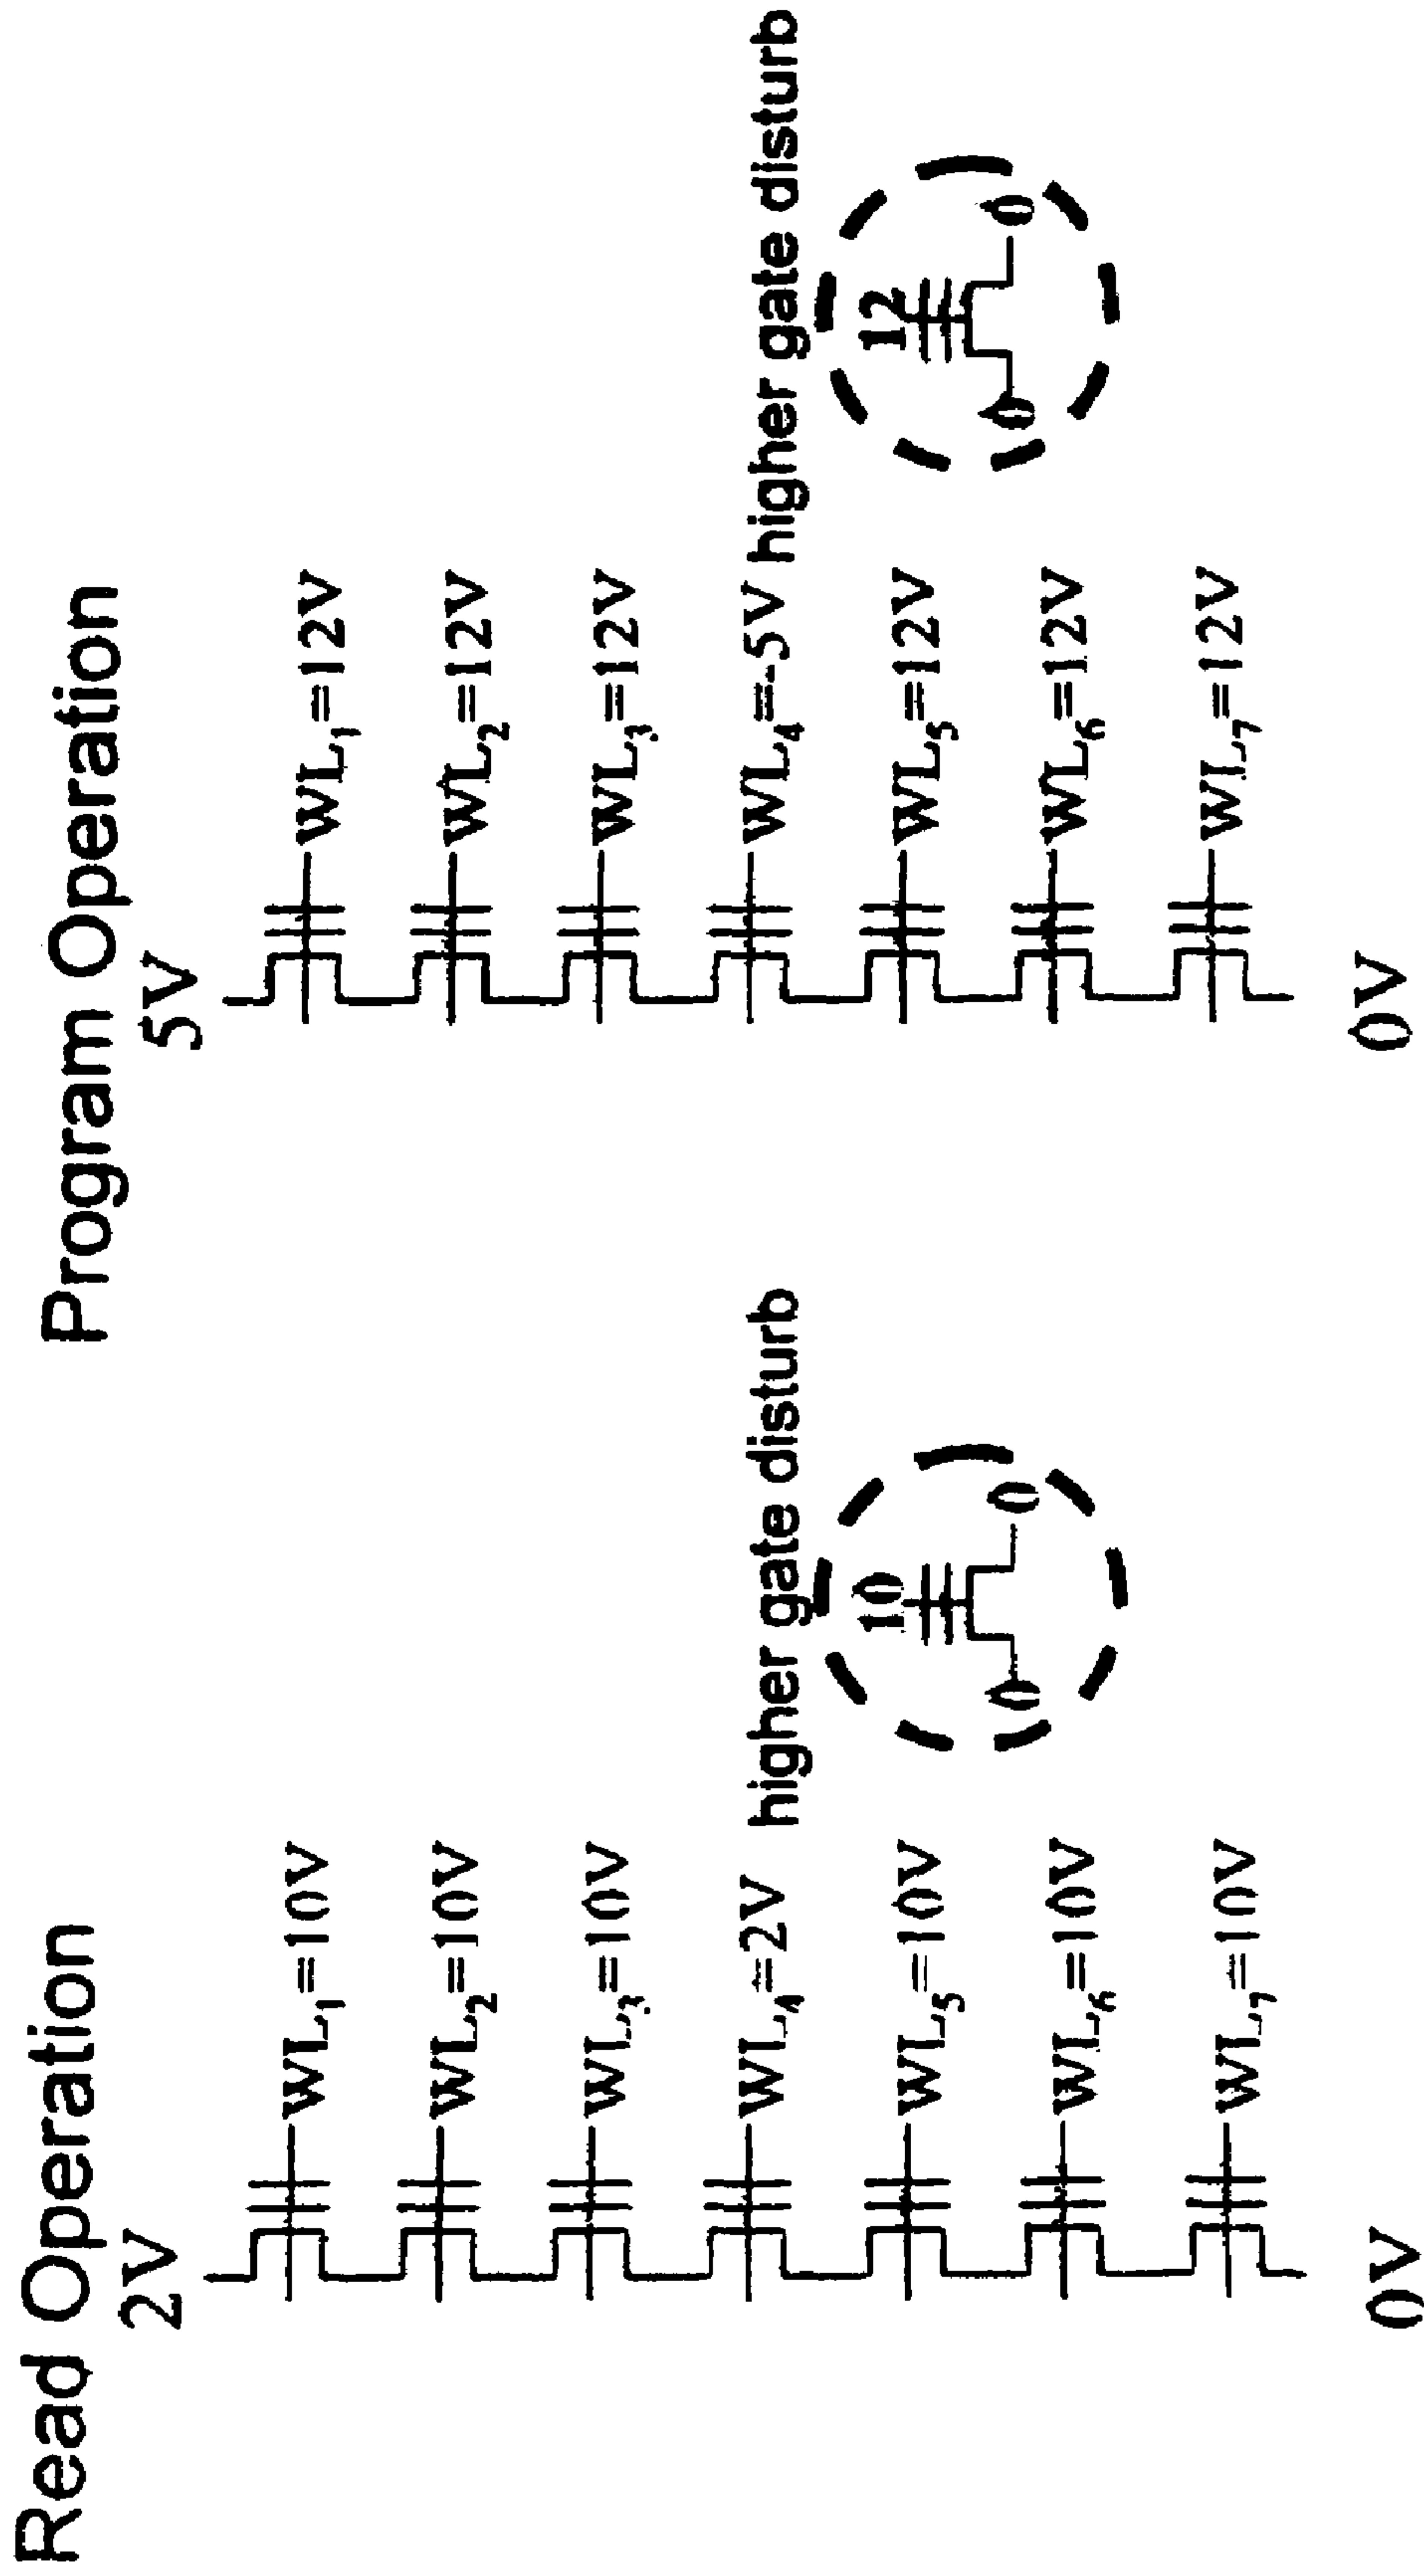 Read Operation
2V
WL₁=10V
WL₂=10V
WL₃=10V
WL₄=2V
WL₅=10V
WL₆=10V
WL₇=10V
0V
higher gate disturb
10
0 0
Program Operation
5V
WL₁=12V
WL₂=12V
WL₃=12V
WL₄=-5V
WL₅=12V
WL₆=12V
WL₇=12V
0V
higher gate disturb
12
0 0